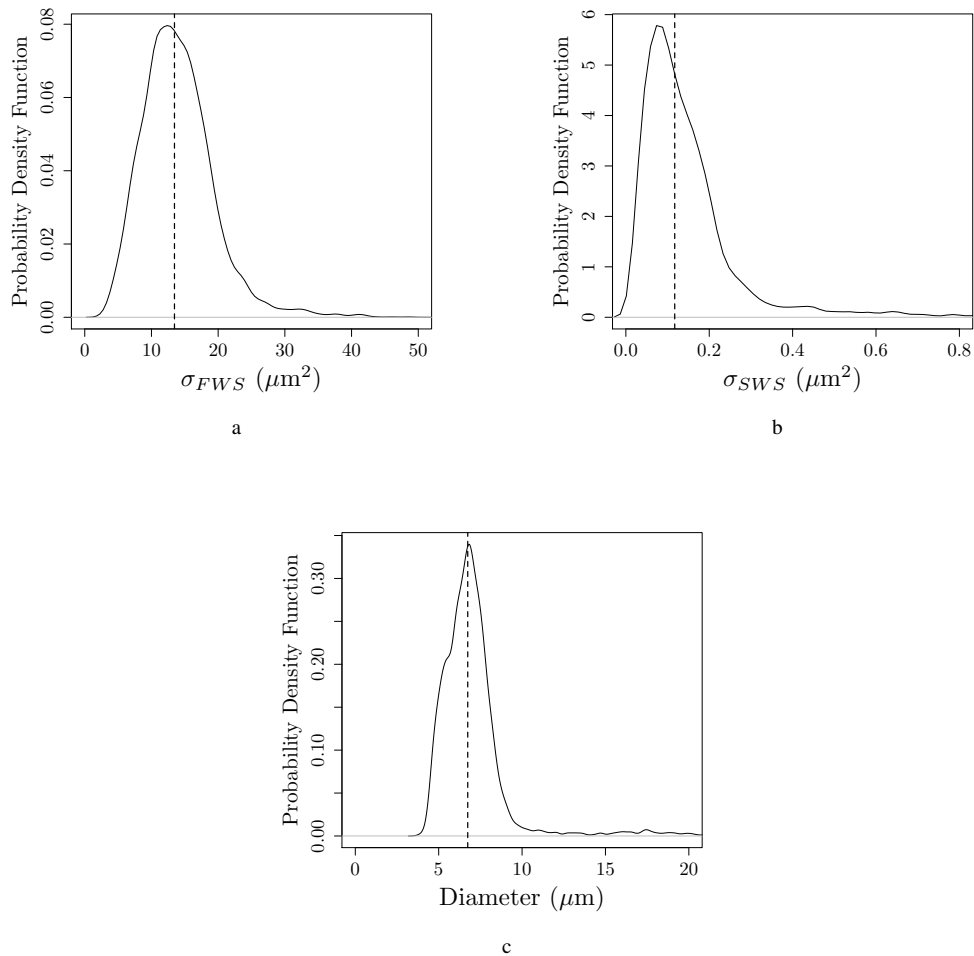 Probability Density Function
0.00 0.02 0.04 0.06 0.08
0 10 20 30 40 50
σFWS (μm²)
a
Probability Density Function
0 1 2 3 4 5 6
0.0 0.2 0.4 0.6 0.8
σSWS (μm²)
b
Probability Density Function
0.00 0.10 0.20 0.30
0 5 10 15 20
Diameter (μm)
c